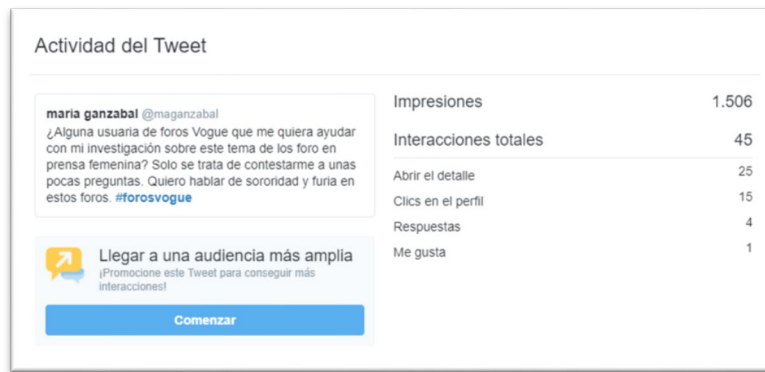 Actividad del Tweet
maria ganzabal @maganzabal
¿Alguna usuaria de foros Vogue que me quiera ayudar
con mi investigación sobre este tema de los foro en
prensa femenina? Solo se trata de contestarme a unas
pocas preguntas. Quiero hablar de sororidad y furia en
estos foros. #forosvogue
Llegar a una audiencia más amplia
¡Promocione este Tweet para conseguir más
interacciones!
Comenzar
Impresiones 1.506
Interacciones totales 45
Abrir el detalle 25
Clics en el perfil 15
Respuestas 4
Me gusta 1